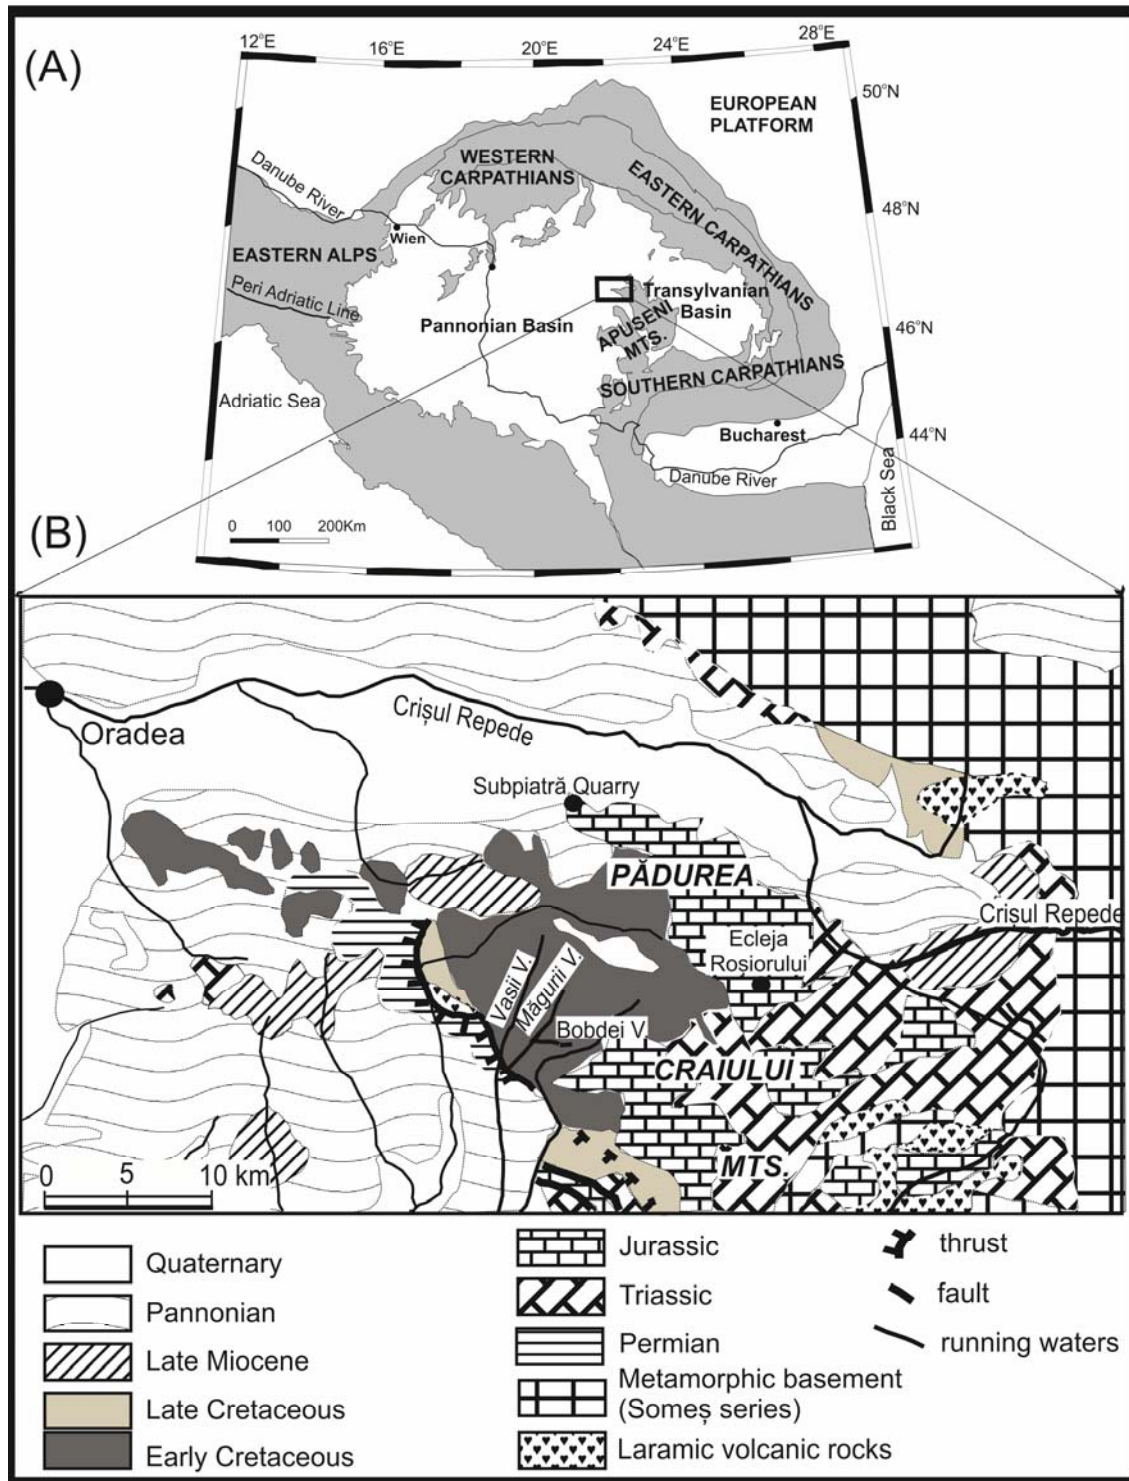 (A)
12°E
16°E
20°E
24°E
28°E
50°N
48°N
46°N
44°N
EUROPEAN
PLATFORM
WESTERN
CARPATHIANS
EASTERN CARPATHIANS
Danube River
Wien
EASTERN ALPS
Peri Adriatic Line
Pannonian Basin
Transylvanian
Basin
APUSENI
MTS.
SOUTHERN CARPATHIANS
Adriatic Sea
Bucharest
Danube River
Black Sea
0 100 200Km
(B)
Oradea
Crișul Repede
Subpiatră Quarry
PĂDUREA
Crișul Repede
Ecleja
Roșiorului
Vasii V.
Măgurii V.
Bobdei V.
CRAIULUI
MTS.
0 5 10 km
Quaternary
Pannonian
Late Miocene
Late Cretaceous
Early Cretaceous
Jurassic
Triassic
Permian
Metamorphic basement
(Someș series)
Laramic volcanic rocks
thrust
fault
running waters